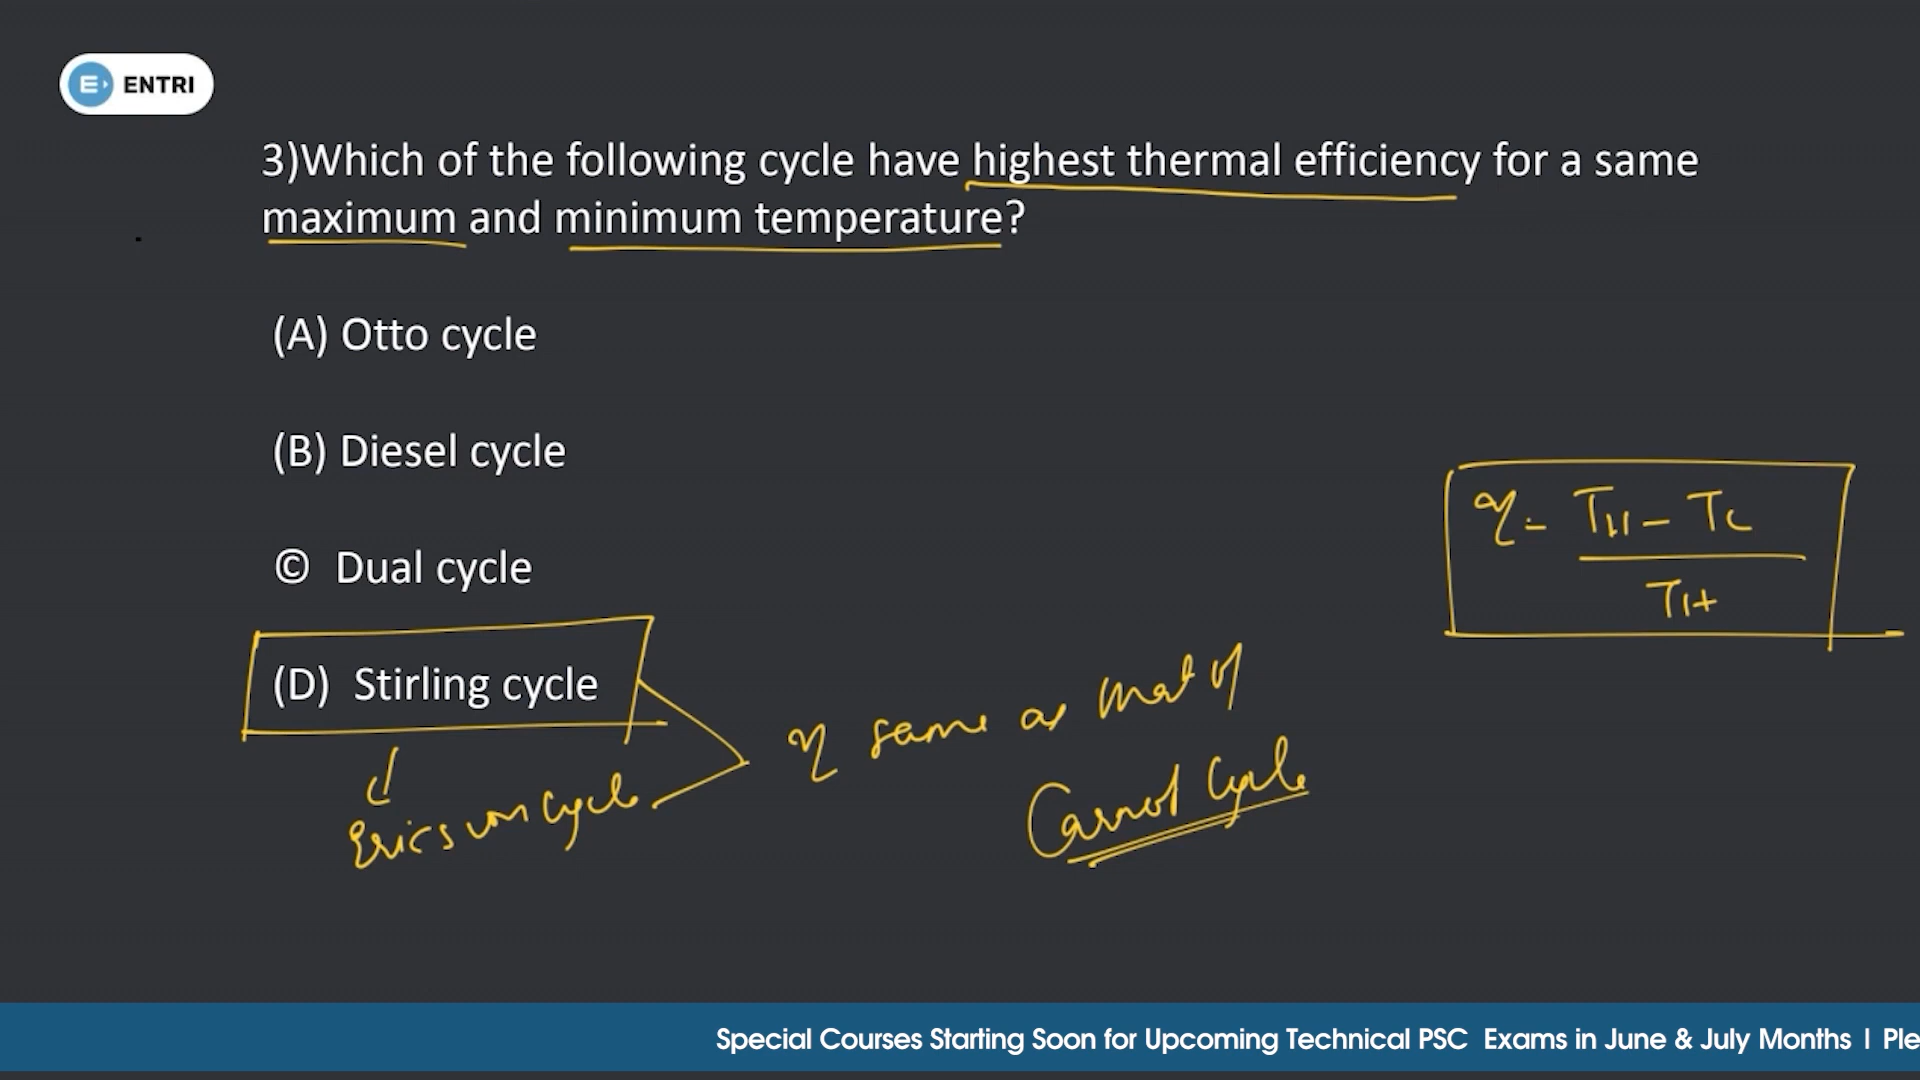 ENTRI
3)Which of the following cycle have highest thermal efficiency for a same
maximum and minimum temperature?
(A) Otto cycle
(B) Diesel cycle
© Dual cycle
(D) Stirling cycle
η = TH - TC
TH
η same as that of
Carnot Cycle
Ericsson cycle
Special Courses Starting Soon for Upcoming Technical PSC Exams in June & July Months | Ple